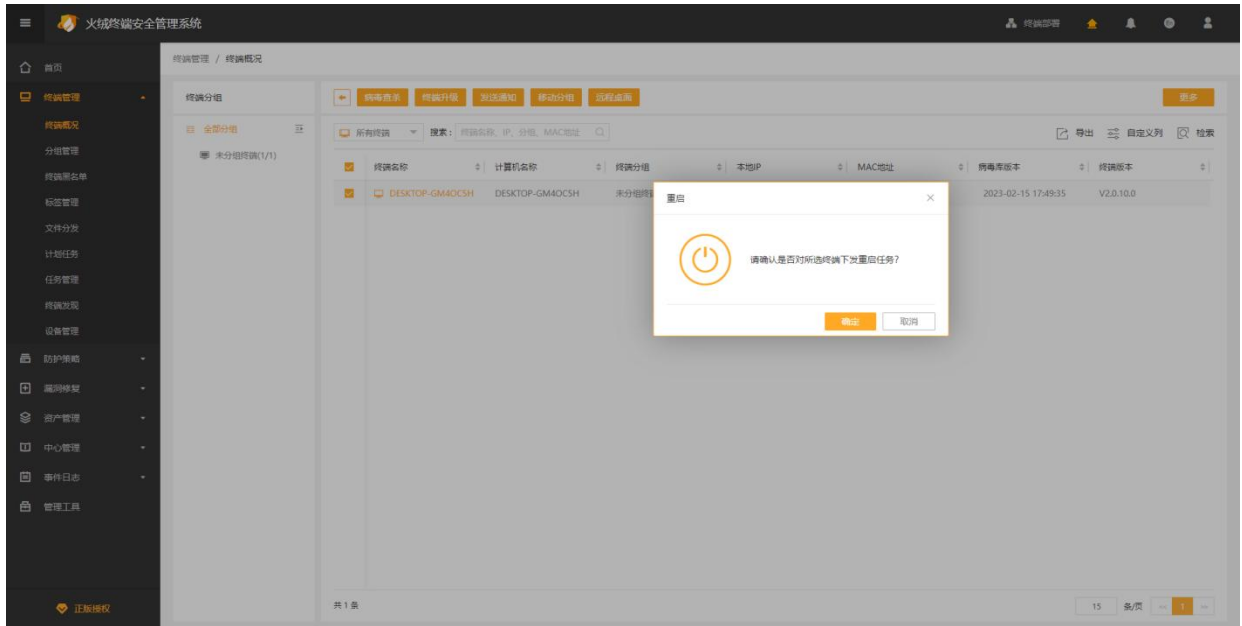 火绒终端安全管理系统
终端部署
首页
终端管理
终端概况
分组管理
终端黑名单
标签管理
文件分发
计划任务
任务管理
终端发现
设备管理
防护策略
漏洞修复
资产管理
中心管理
事件日志
管理工具
正版授权
终端管理 / 终端概况
终端分组
全部分组
未分组终端(1/1)
病毒查杀 终端升级 发送通知 移动分组 远程桌面 更多
所有终端 搜索： 终端名称、IP、分组、MAC地址 导出 自定义列 检索
终端名称 计算机名称 终端分组 本地IP MAC地址 病毒库版本 终端版本
DESKTOP-GM4OC5H DESKTOP-GM4OC5H 未分组终端 2023-02-15 17:49:35 V2.0.10.0
重启
请确认是否对所选终端下发重启任务?
确定 取消
共 1 条 15 条/页 1